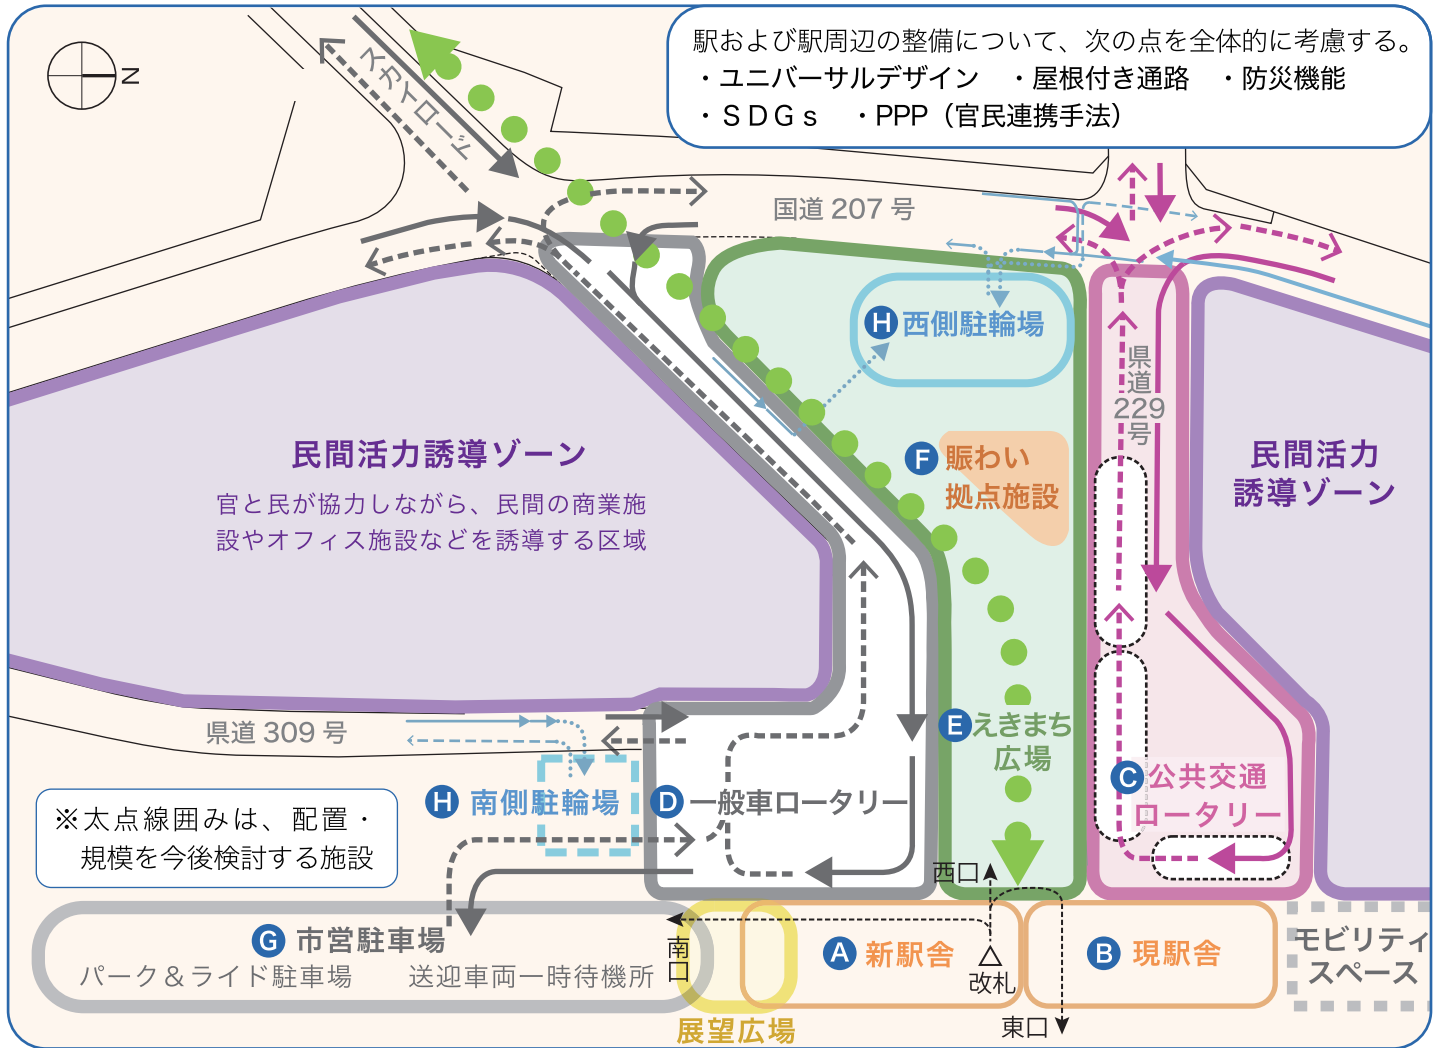 駅および駅周辺の整備について、次の点を全体的に考慮する。
・ユニバーサルデザイン　・屋根付き通路　・防災機能
・ＳＤＧｓ　・PPP（官民連携手法）
N
スカイロード
国道 207 号
H 西側駐輪場
県道
229
号
民間活力誘導ゾーン
官と民が協力しながら、民間の商業施
設やオフィス施設などを誘導する区域
F 賑わい
拠点施設
民間活力
誘導ゾーン
県道 309 号
E えきまち
広場
C 公共交通
ロータリー
H 南側駐輪場
D 一般車ロータリー
※太点線囲みは、配置・
規模を今後検討する施設
西口
G 市営駐車場
パーク＆ライド駐車場　送迎車両一時待機所
南口
A 新駅舎
改札
B 現駅舎
モビリティ
スペース
展望広場
東口